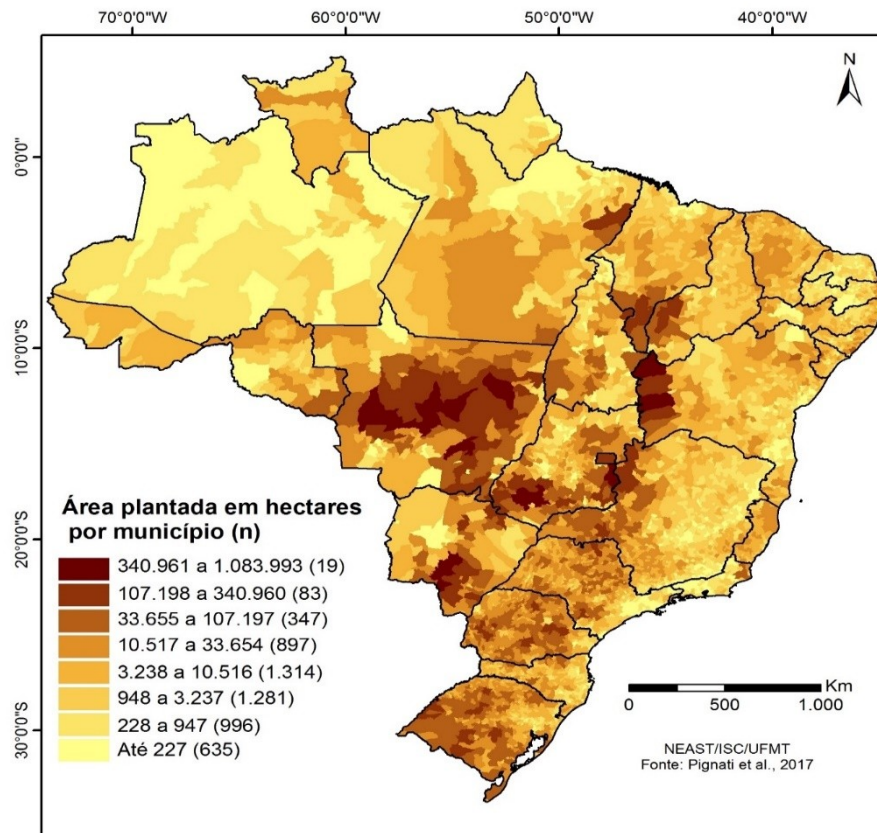 70°0'0"W 60°0'0"W 50°0'0"W 40°0'0"W
N
0°0'0"
10°0'0"S
20°0'0"S
30°0'0"S
Área plantada em hectares
por município (n)
340.961 a 1.083.993 (19)
107.198 a 340.960 (83)
33.655 a 107.197 (347)
10.517 a 33.654 (897)
3.238 a 10.516 (1.314)
948 a 3.237 (1.281)
228 a 947 (996)
Até 227 (635)
Km
0 500 1.000
NEAST/ISC/UFMT
Fonte: Pignati et al., 2017